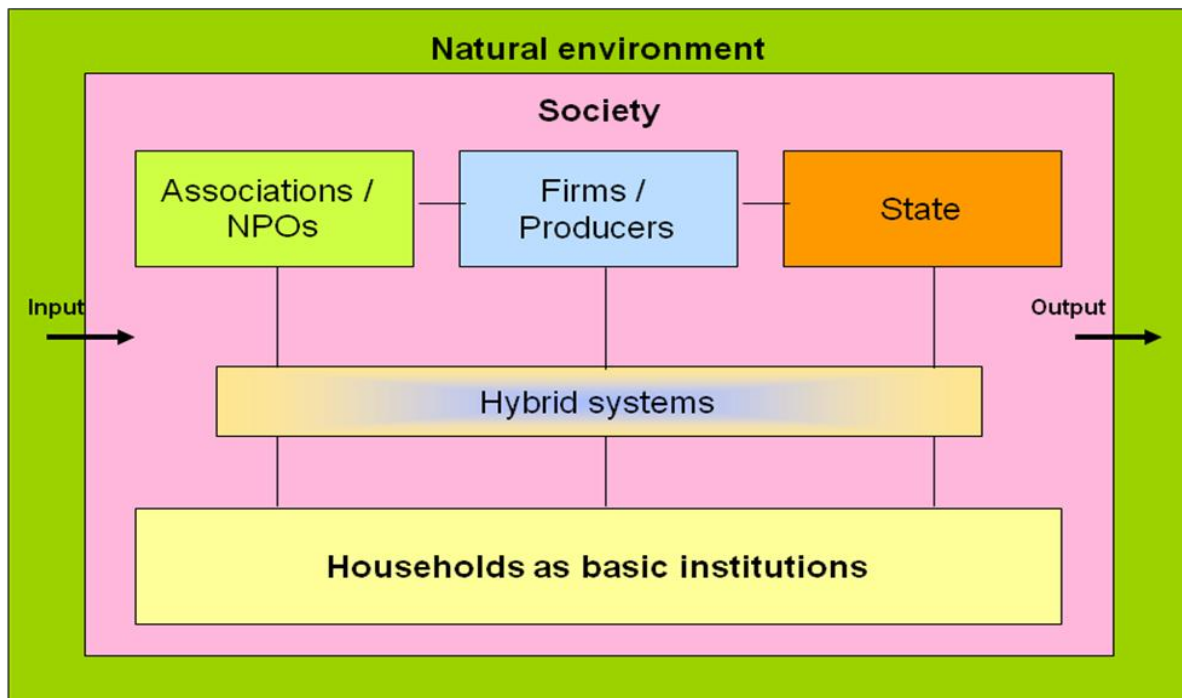 Natural environment
Society
Associations /
NPOs
Firms /
Producers
State
Input
Output
Hybrid systems
Households as basic institutions